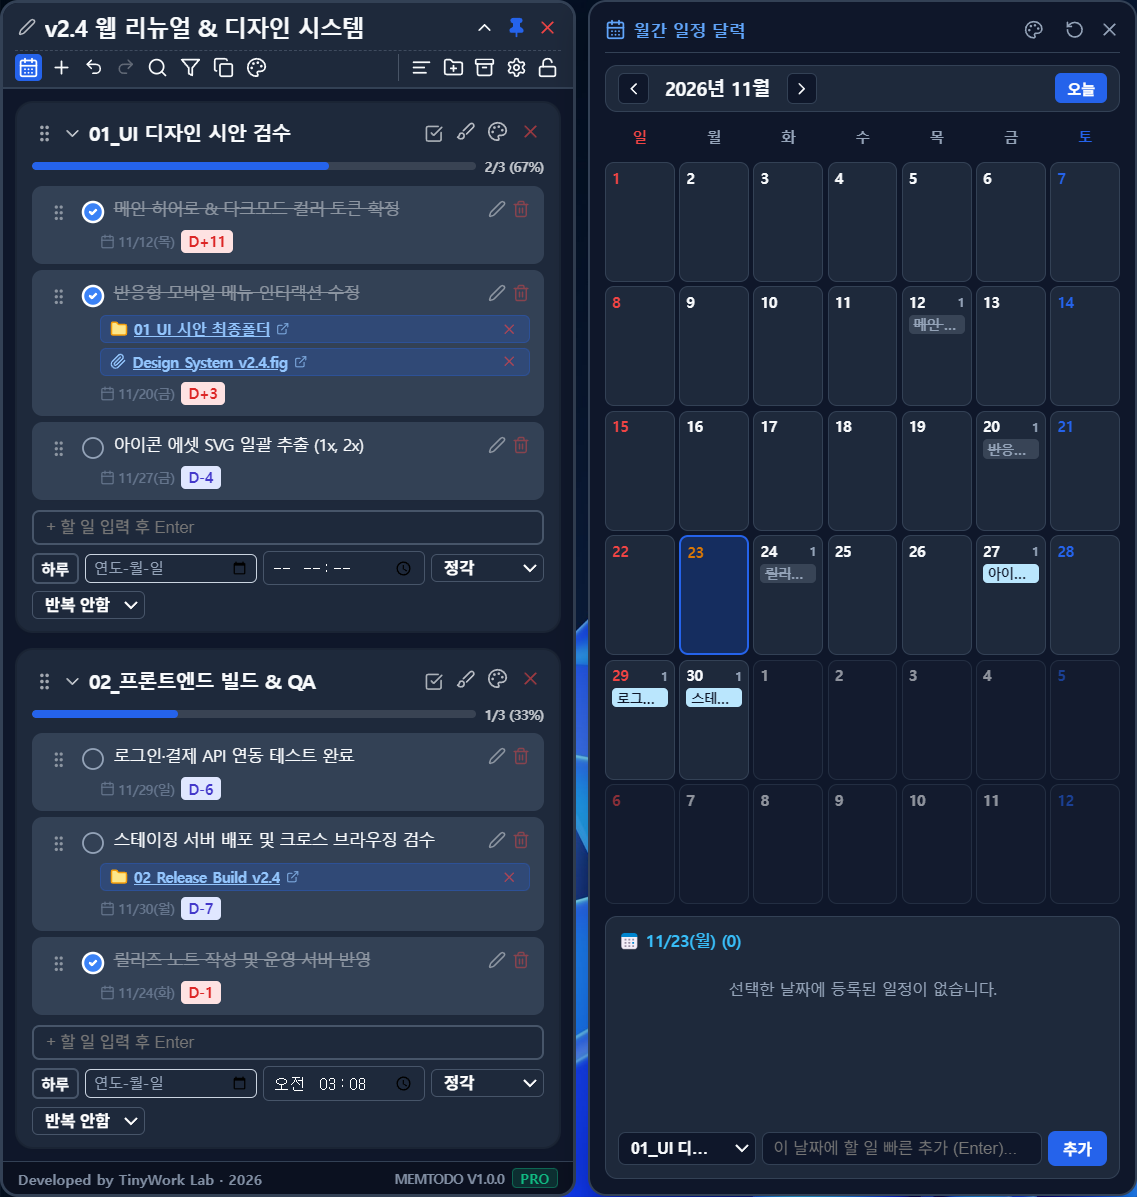 v2.4 웹 리뉴얼 & 디자인 시스템
01_UI 디자인 시안 검수
2/3 (67%)
메인 히어로 & 다크모드 컬러 토큰 확정
11/12(목) D+11
반응형 모바일 메뉴 인터랙션 수정
01_UI_시안_최종폴더
Design_System_v2.4.fig
11/20(금) D+3
아이콘 에셋 SVG 일괄 추출 (1x, 2x)
11/27(금) D-4
+ 할 일 입력 후 Enter
하루 연도-월-일 -- --:-- 정각
반복 안함
02_프론트엔드 빌드 & QA
1/3 (33%)
로그인·결제 API 연동 테스트 완료
11/29(일) D-6
스테이징 서버 배포 및 크로스 브라우징 검수
02_Release_Build_v2.4
11/30(월) D-7
릴리즈 노트 작성 및 운영 서버 반영
11/24(화) D-1
+ 할 일 입력 후 Enter
하루 연도-월-일 오전 03:08 정각
반복 안함
Developed by TinyWork Lab · 2026 MEMTODO V1.0.0 PRO
월간 일정 달력
2026년 11월 오늘
일 월 화 수 목 금 토
1 2 3 4 5 6 7
8 9 10 11 12 1 13 14
메인 ...
15 16 17 18 19 20 1 21
반응...
22 23 24 1 25 26 27 1 28
릴리... 아이...
29 1 30 1 1 2 3 4 5
로그... 스테...
6 7 8 9 10 11 12
11/23(월) (0)
선택한 날짜에 등록된 일정이 없습니다.
01_UI 디... 이 날짜에 할 일 빠른 추가 (Enter)... 추가